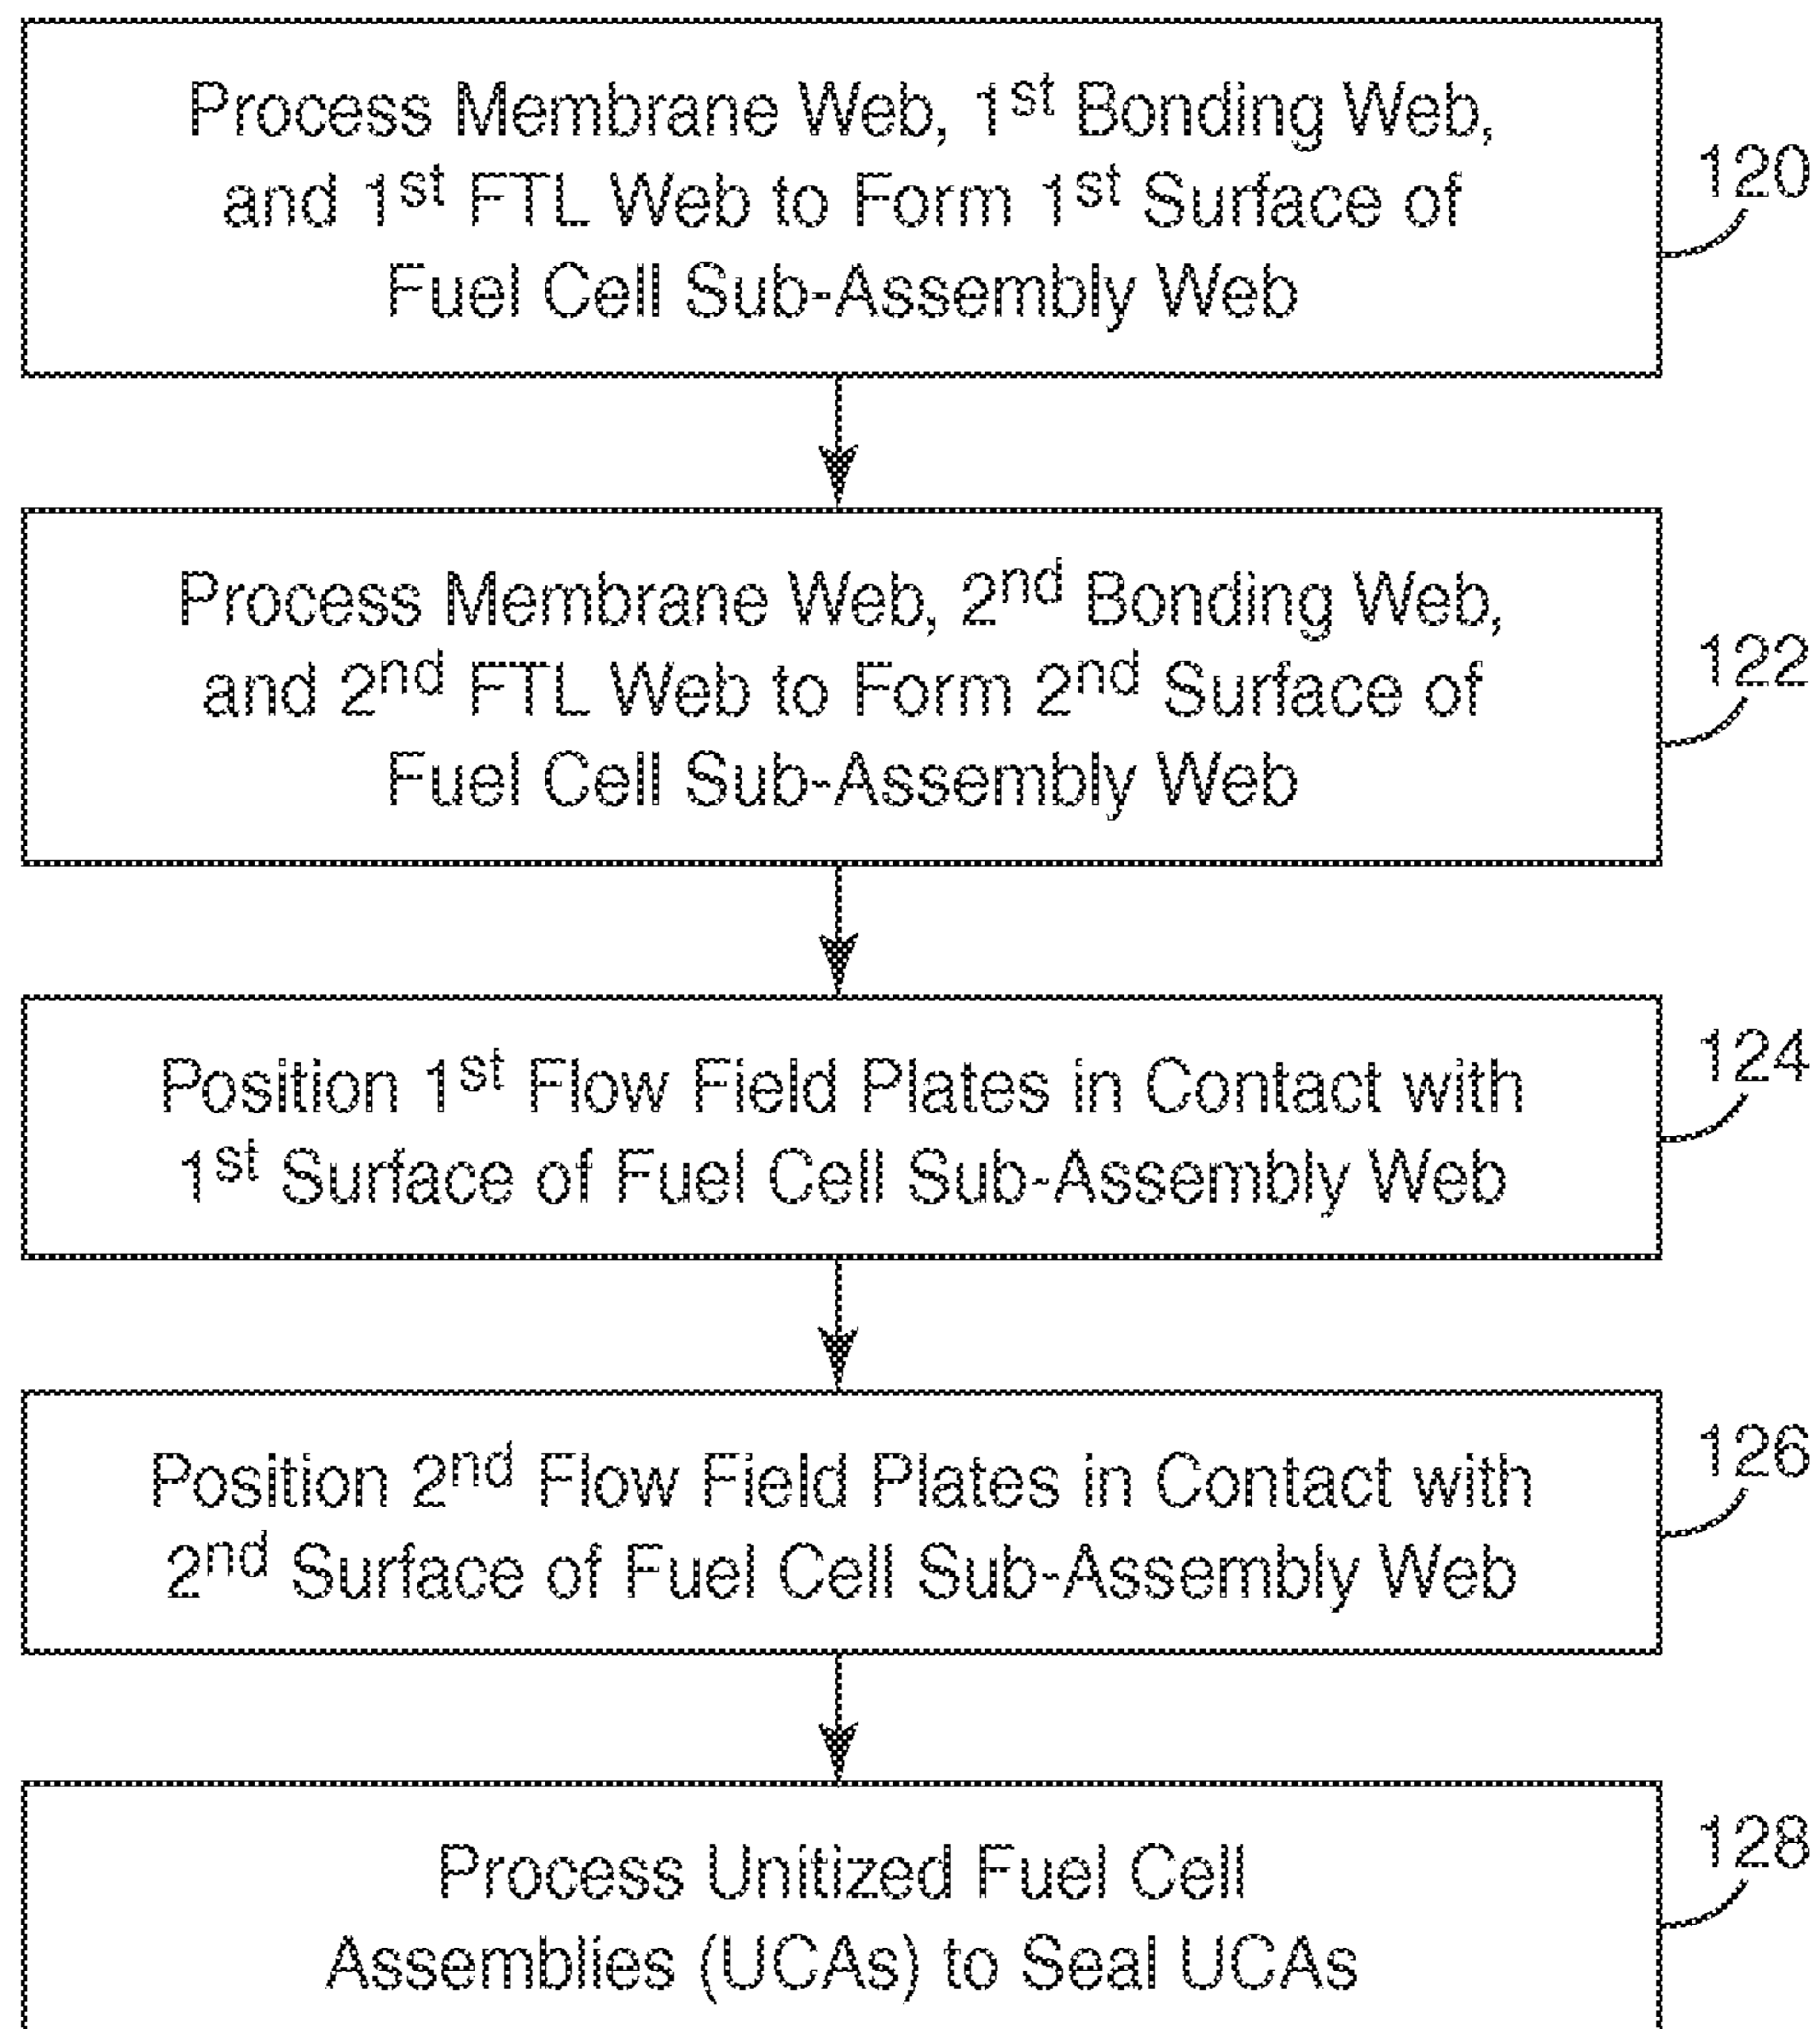 Process Membrane Web, 1st Bonding Web,
and 1st FTL Web to Form 1st Surface of
Fuel Cell Sub-Assembly Web
120
Process Membrane Web, 2nd Bonding Web,
and 2nd FTL Web to Form 2nd Surface of
Fuel Cell Sub-Assembly Web
122
Position 1st Flow Field Plates in Contact with
1st Surface of Fuel Cell Sub-Assembly Web
124
Position 2nd Flow Field Plates in Contact with
2nd Surface of Fuel Cell Sub-Assembly Web
126
Process Unitized Fuel Cell
Assemblies (UCAs) to Seal UCAs
128